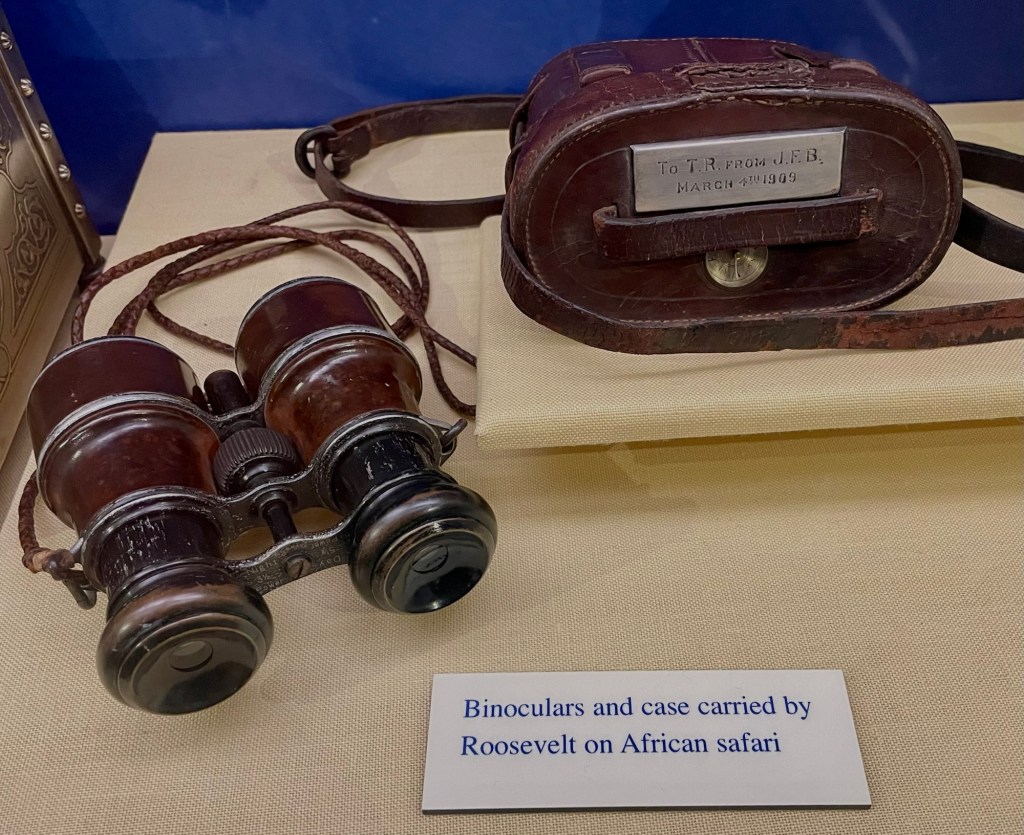 To T.R. FROM J.F.B.
MARCH 4TH 1909
Binoculars and case carried by
Roosevelt on African safari